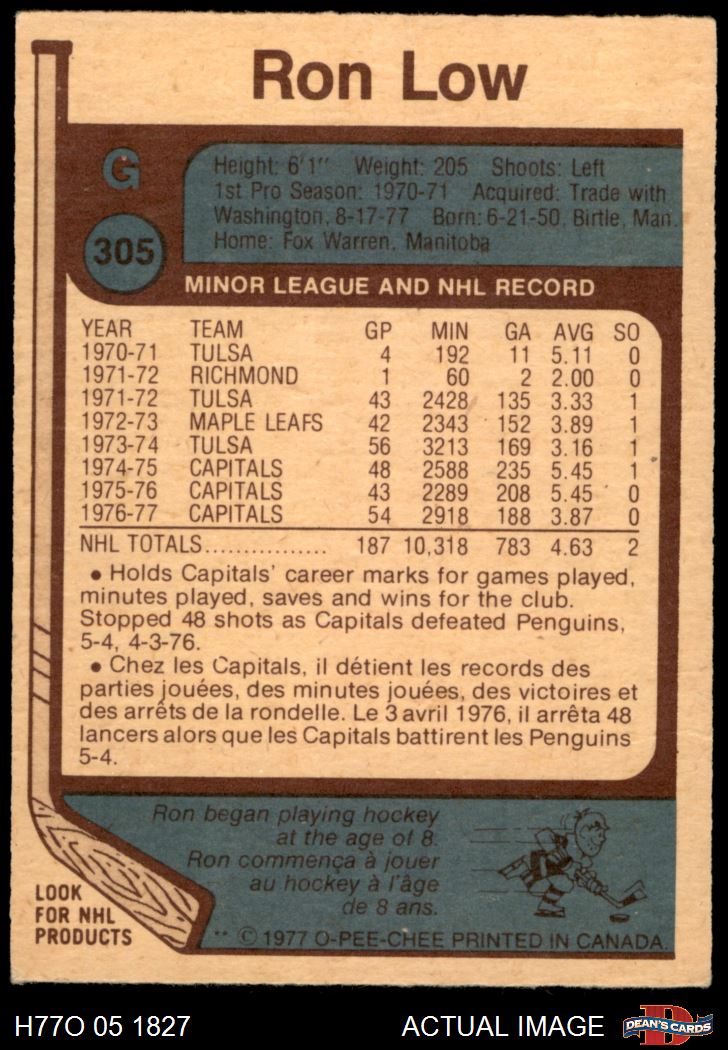 Ron Low
G
305
Height: 6'1" Weight: 205 Shoots: Left
1st Pro Season: 1970-71 Acquired: Trade with
Washington, 8-17-77 Born: 6-21-50, Birtle, Man.
Home: Fox Warren, Manitoba
MINOR LEAGUE AND NHL RECORD
YEAR TEAM GP MIN GA AVG SO
1970-71 TULSA 4 192 11 5.11 0
1971-72 RICHMOND 1 60 2 2.00 0
1971-72 TULSA 43 2428 135 3.33 1
1972-73 MAPLE LEAFS 42 2343 152 3.89 1
1973-74 TULSA 56 3213 169 3.16 1
1974-75 CAPITALS 48 2588 235 5.45 1
1975-76 CAPITALS 43 2289 208 5.45 0
1976-77 CAPITALS 54 2918 188 3.87 0
NHL TOTALS................ 187 10,318 783 4.63 2
• Holds Capitals' career marks for games played,
minutes played, saves and wins for the club.
Stopped 48 shots as Capitals defeated Penguins,
5-4, 4-3-76.
• Chez les Capitals, il détient les records des
parties jouées, des minutes jouées, des victoires et
des arrêts de la rondelle. Le 3 avril 1976, il arrêta 48
lancers alors que les Capitals battirent les Penguins
5-4.
Ron began playing hockey
at the age of 8.
Ron commença à jouer
au hockey à l'âge
de 8 ans.
LOOK
FOR NHL
PRODUCTS
** © 1977 O-PEE-CHEE PRINTED IN CANADA.
H77O 05 1827
ACTUAL IMAGE
DEAN'S CARDS